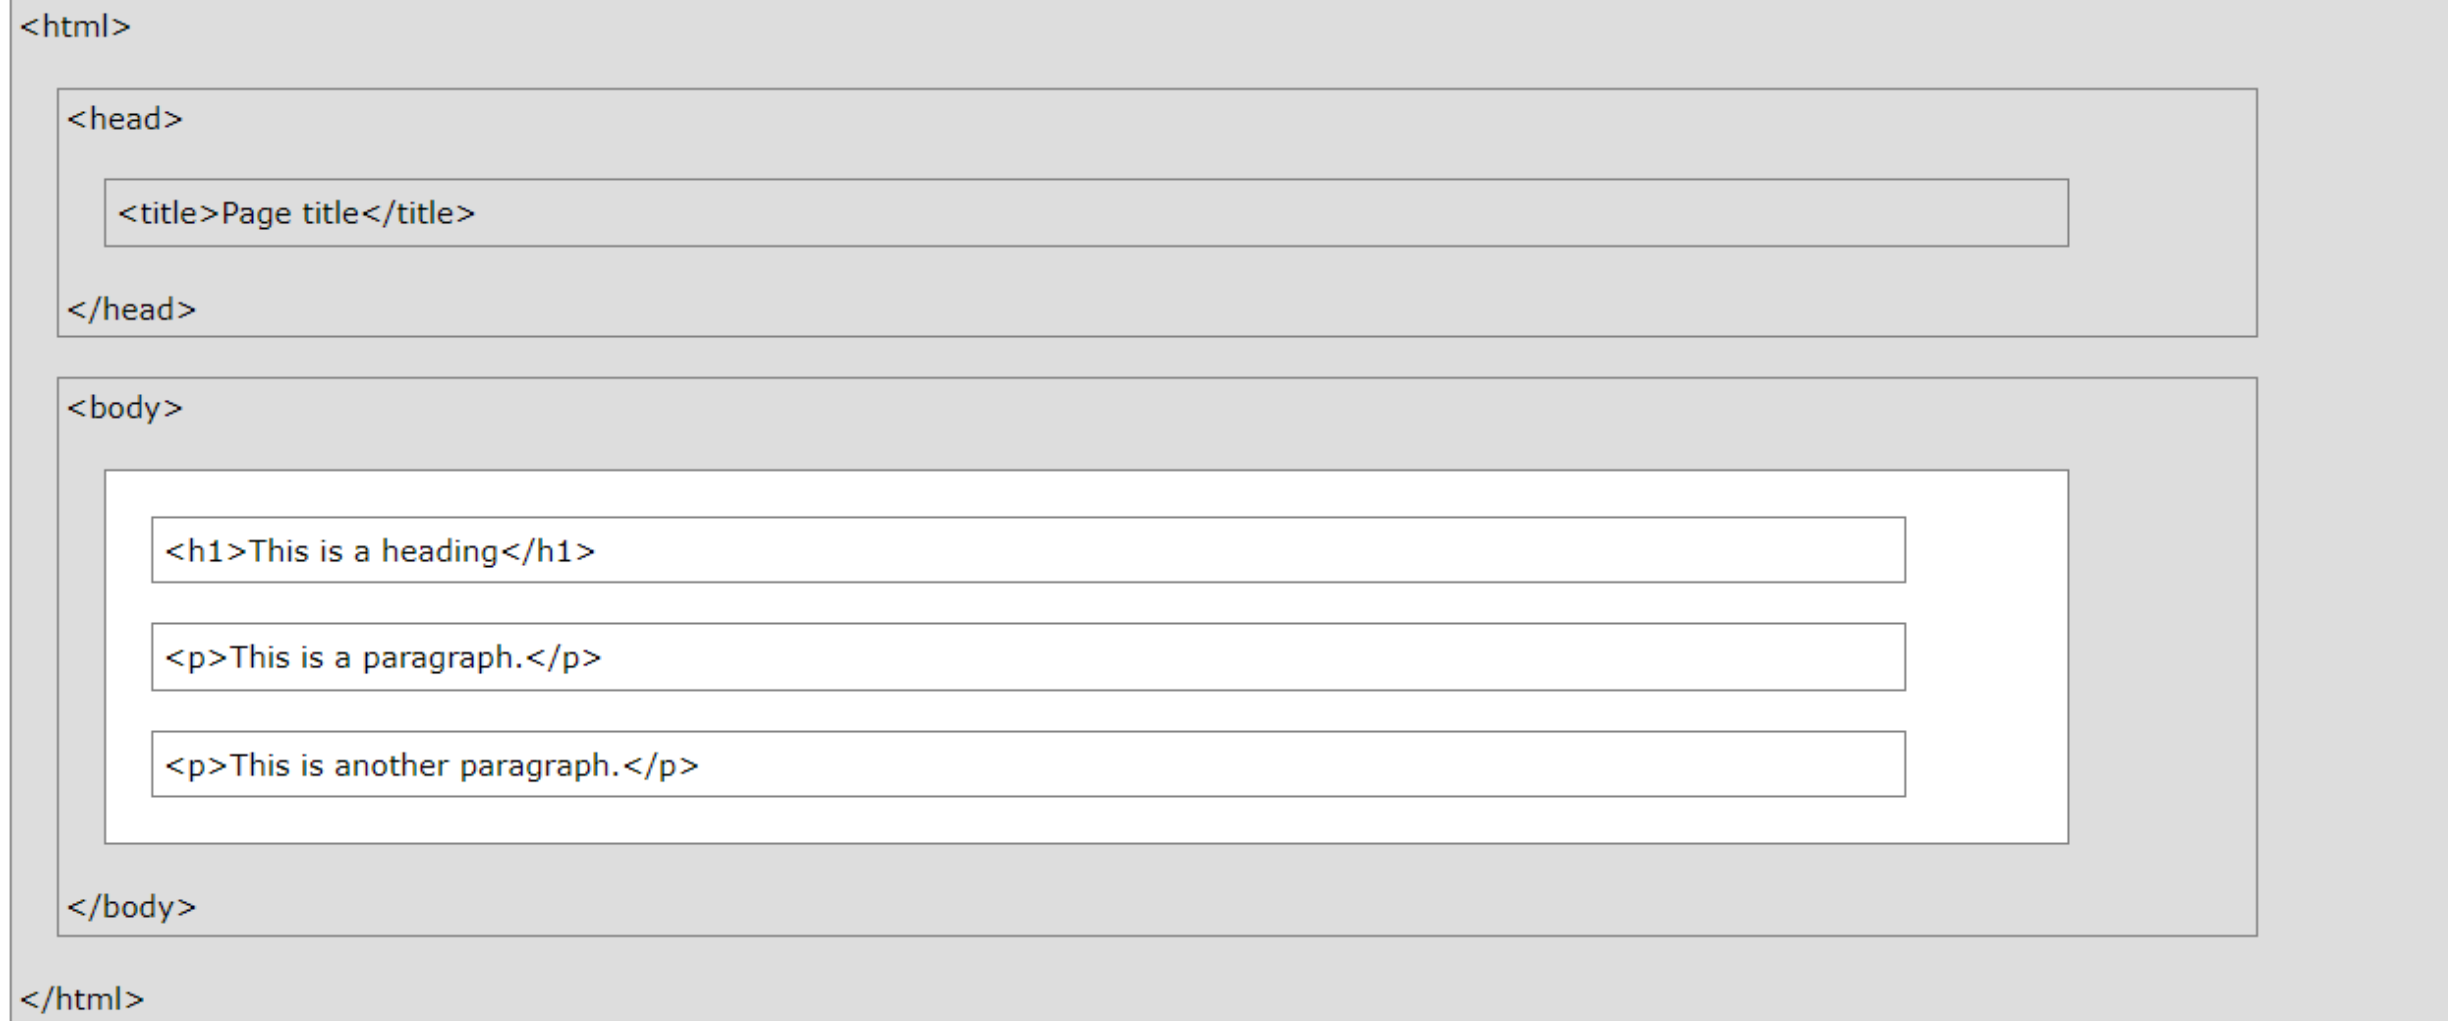 <html>
<head>
<title>Page title</title>
</head>
<body>
<h1>This is a heading</h1>
<p>This is a paragraph.</p>
<p>This is another paragraph.</p>
</body>
</html>